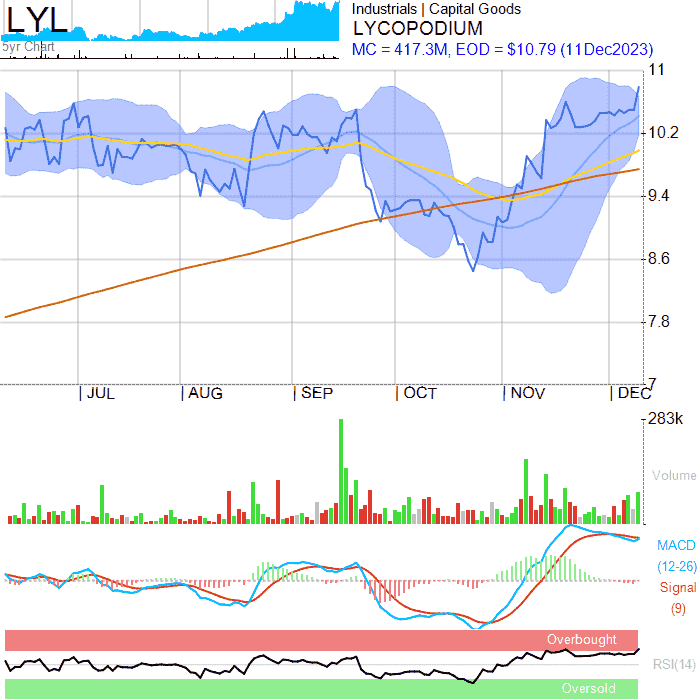 LYL
5yr Chart
Industrials | Capital Goods
LYCOPODIUM
MC = 417.3M, EOD = $10.79 (11Dec2023)
11
10.2
9.4
8.6
7.8
7
JUL AUG SEP OCT NOV DEC
283k
Volume
MACD
(12-26)
Signal
(9)
Overbought
RSI(14)
Oversold